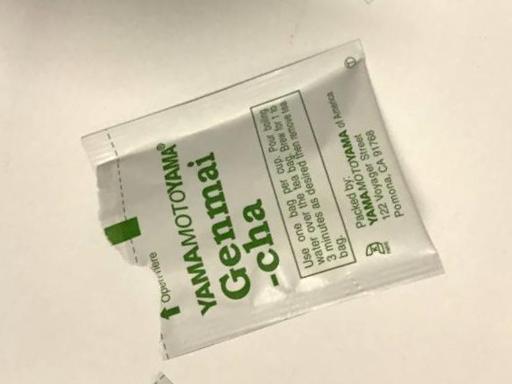 Open Here
YAMAMOTOYAMA®
Genmai
-cha
Use one bag per cup. Pour boiling
water over the tea bag. Brew for 1 to
3 minutes as desired then remove tea
bag.
Packed by:
YAMAMOTOYAMA of America
122 Voyager Street
Pomona, CA 91768